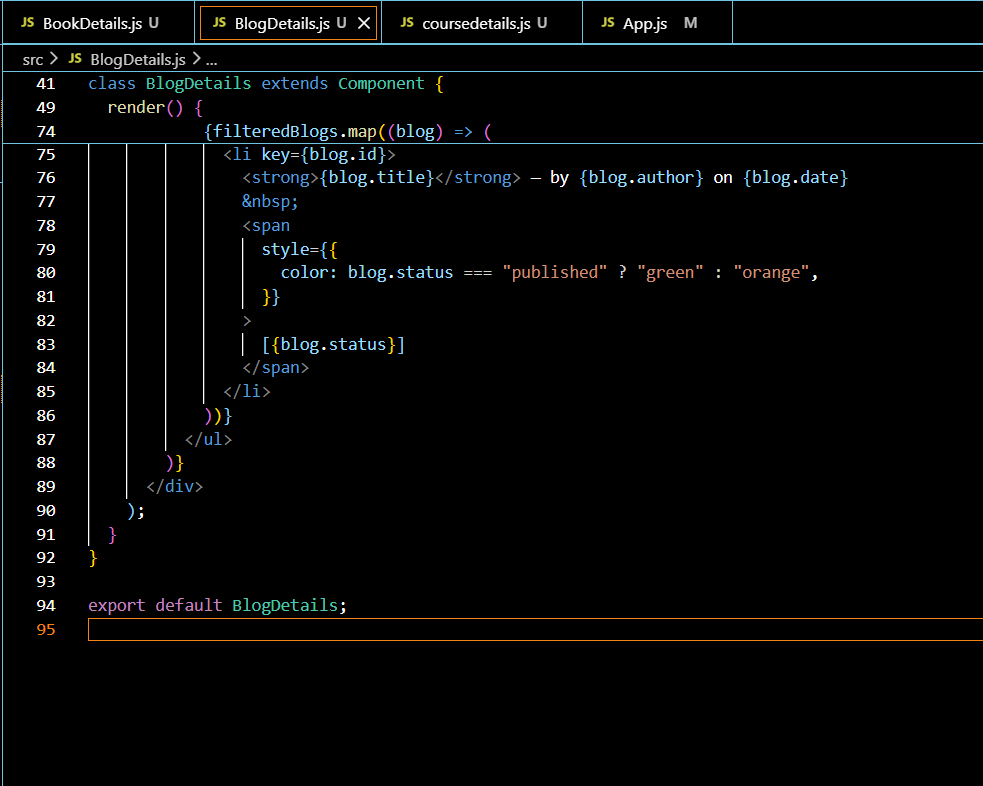 JS BookDetails.js U JS BlogDetails.js U JS coursedetails.js U JS App.js M
src > JS BlogDetails.js > ...
41 class BlogDetails extends Component {
49 render() {
74 {filteredBlogs.map((blog) => (
75 <li key={blog.id}>
76 <strong>{blog.title}</strong> — by {blog.author} on {blog.date}
77 &nbsp;
78 <span
79 style={{
80 color: blog.status === "published" ? "green" : "orange",
81 }}
82 >
83 [{blog.status}]
84 </span>
85 </li>
86 ))}
87 </ul>
88 )}
89 </div>
90 );
91 }
92 }
93
94 export default BlogDetails;
95